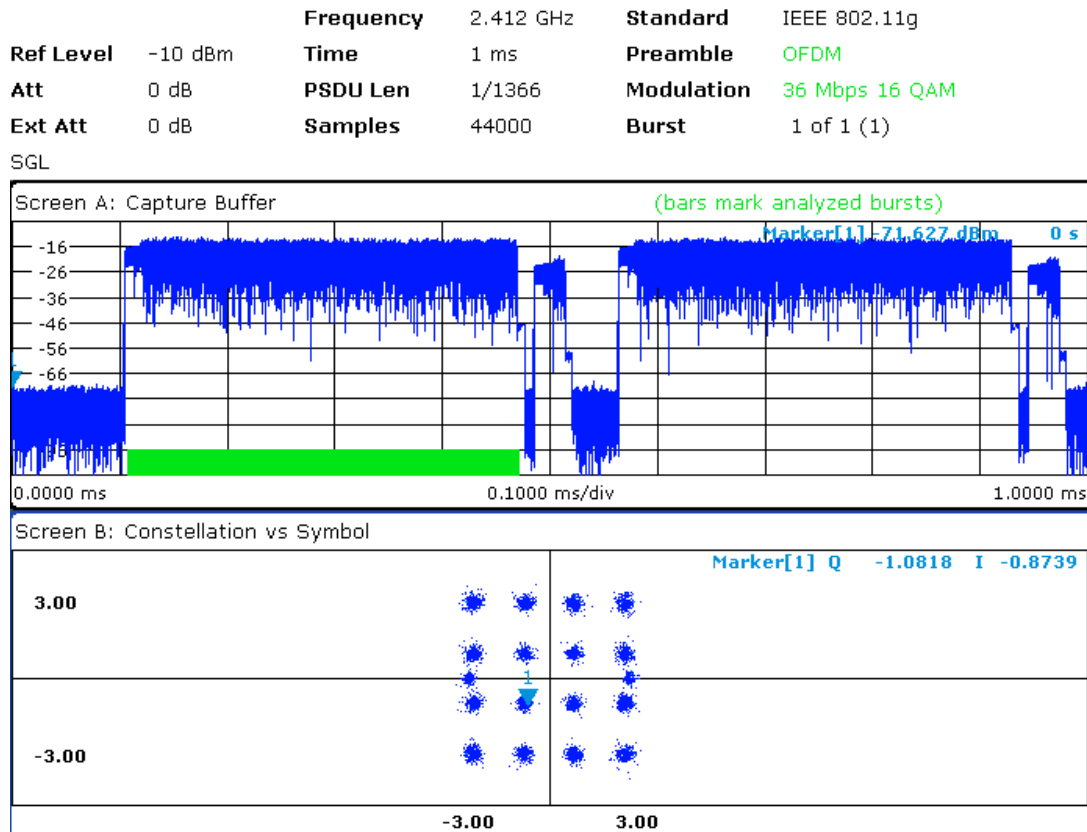 Frequency 2.412 GHz Standard IEEE 802.11g
Ref Level -10 dBm Time 1 ms Preamble OFDM
Att 0 dB PSDU Len 1/1366 Modulation 36 Mbps 16 QAM
Ext Att 0 dB Samples 44000 Burst 1 of 1 (1)
SGL
Screen A: Capture Buffer (bars mark analyzed bursts)
Marker[1] -71.627 dBm 0 s
-16
-26
-36
-46
-56
-66
0.0000 ms 0.1000 ms/div 1.0000 ms
Screen B: Constellation vs Symbol
Marker[1] Q -1.0818 I -0.8739
3.00
1
-3.00
-3.00 3.00